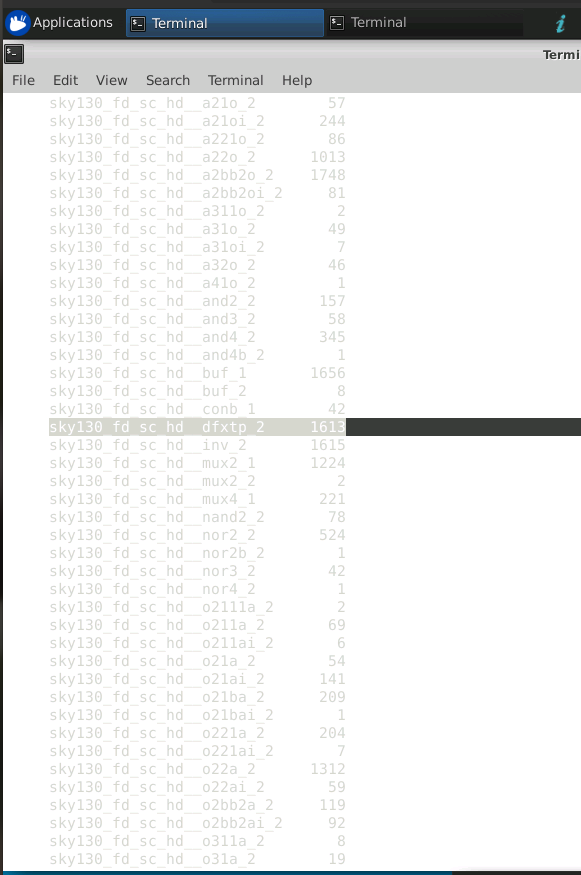 Applications Terminal Terminal i
Termi
File Edit View Search Terminal Help
sky130_fd_sc_hd__a21o_2 57
sky130_fd_sc_hd__a21oi_2 244
sky130_fd_sc_hd__a221o_2 86
sky130_fd_sc_hd__a22o_2 1013
sky130_fd_sc_hd__a2bb2o_2 1748
sky130_fd_sc_hd__a2bb2oi_2 81
sky130_fd_sc_hd__a311o_2 2
sky130_fd_sc_hd__a31o_2 49
sky130_fd_sc_hd__a31oi_2 7
sky130_fd_sc_hd__a32o_2 46
sky130_fd_sc_hd__a41o_2 1
sky130_fd_sc_hd__and2_2 157
sky130_fd_sc_hd__and3_2 58
sky130_fd_sc_hd__and4_2 345
sky130_fd_sc_hd__and4b_2 1
sky130_fd_sc_hd__buf_1 1656
sky130_fd_sc_hd__buf_2 8
sky130_fd_sc_hd__conb_1 42
sky130_fd_sc_hd__dfxtp_2 1613
sky130_fd_sc_hd__inv_2 1615
sky130_fd_sc_hd__mux2_1 1224
sky130_fd_sc_hd__mux2_2 2
sky130_fd_sc_hd__mux4_1 221
sky130_fd_sc_hd__nand2_2 78
sky130_fd_sc_hd__nor2_2 524
sky130_fd_sc_hd__nor2b_2 1
sky130_fd_sc_hd__nor3_2 42
sky130_fd_sc_hd__nor4_2 1
sky130_fd_sc_hd__o2111a_2 2
sky130_fd_sc_hd__o211a_2 69
sky130_fd_sc_hd__o211ai_2 6
sky130_fd_sc_hd__o21a_2 54
sky130_fd_sc_hd__o21ai_2 141
sky130_fd_sc_hd__o21ba_2 209
sky130_fd_sc_hd__o21bai_2 1
sky130_fd_sc_hd__o221a_2 204
sky130_fd_sc_hd__o221ai_2 7
sky130_fd_sc_hd__o22a_2 1312
sky130_fd_sc_hd__o22ai_2 59
sky130_fd_sc_hd__o2bb2a_2 119
sky130_fd_sc_hd__o2bb2ai_2 92
sky130_fd_sc_hd__o311a_2 8
sky130_fd_sc_hd__o31a_2 19